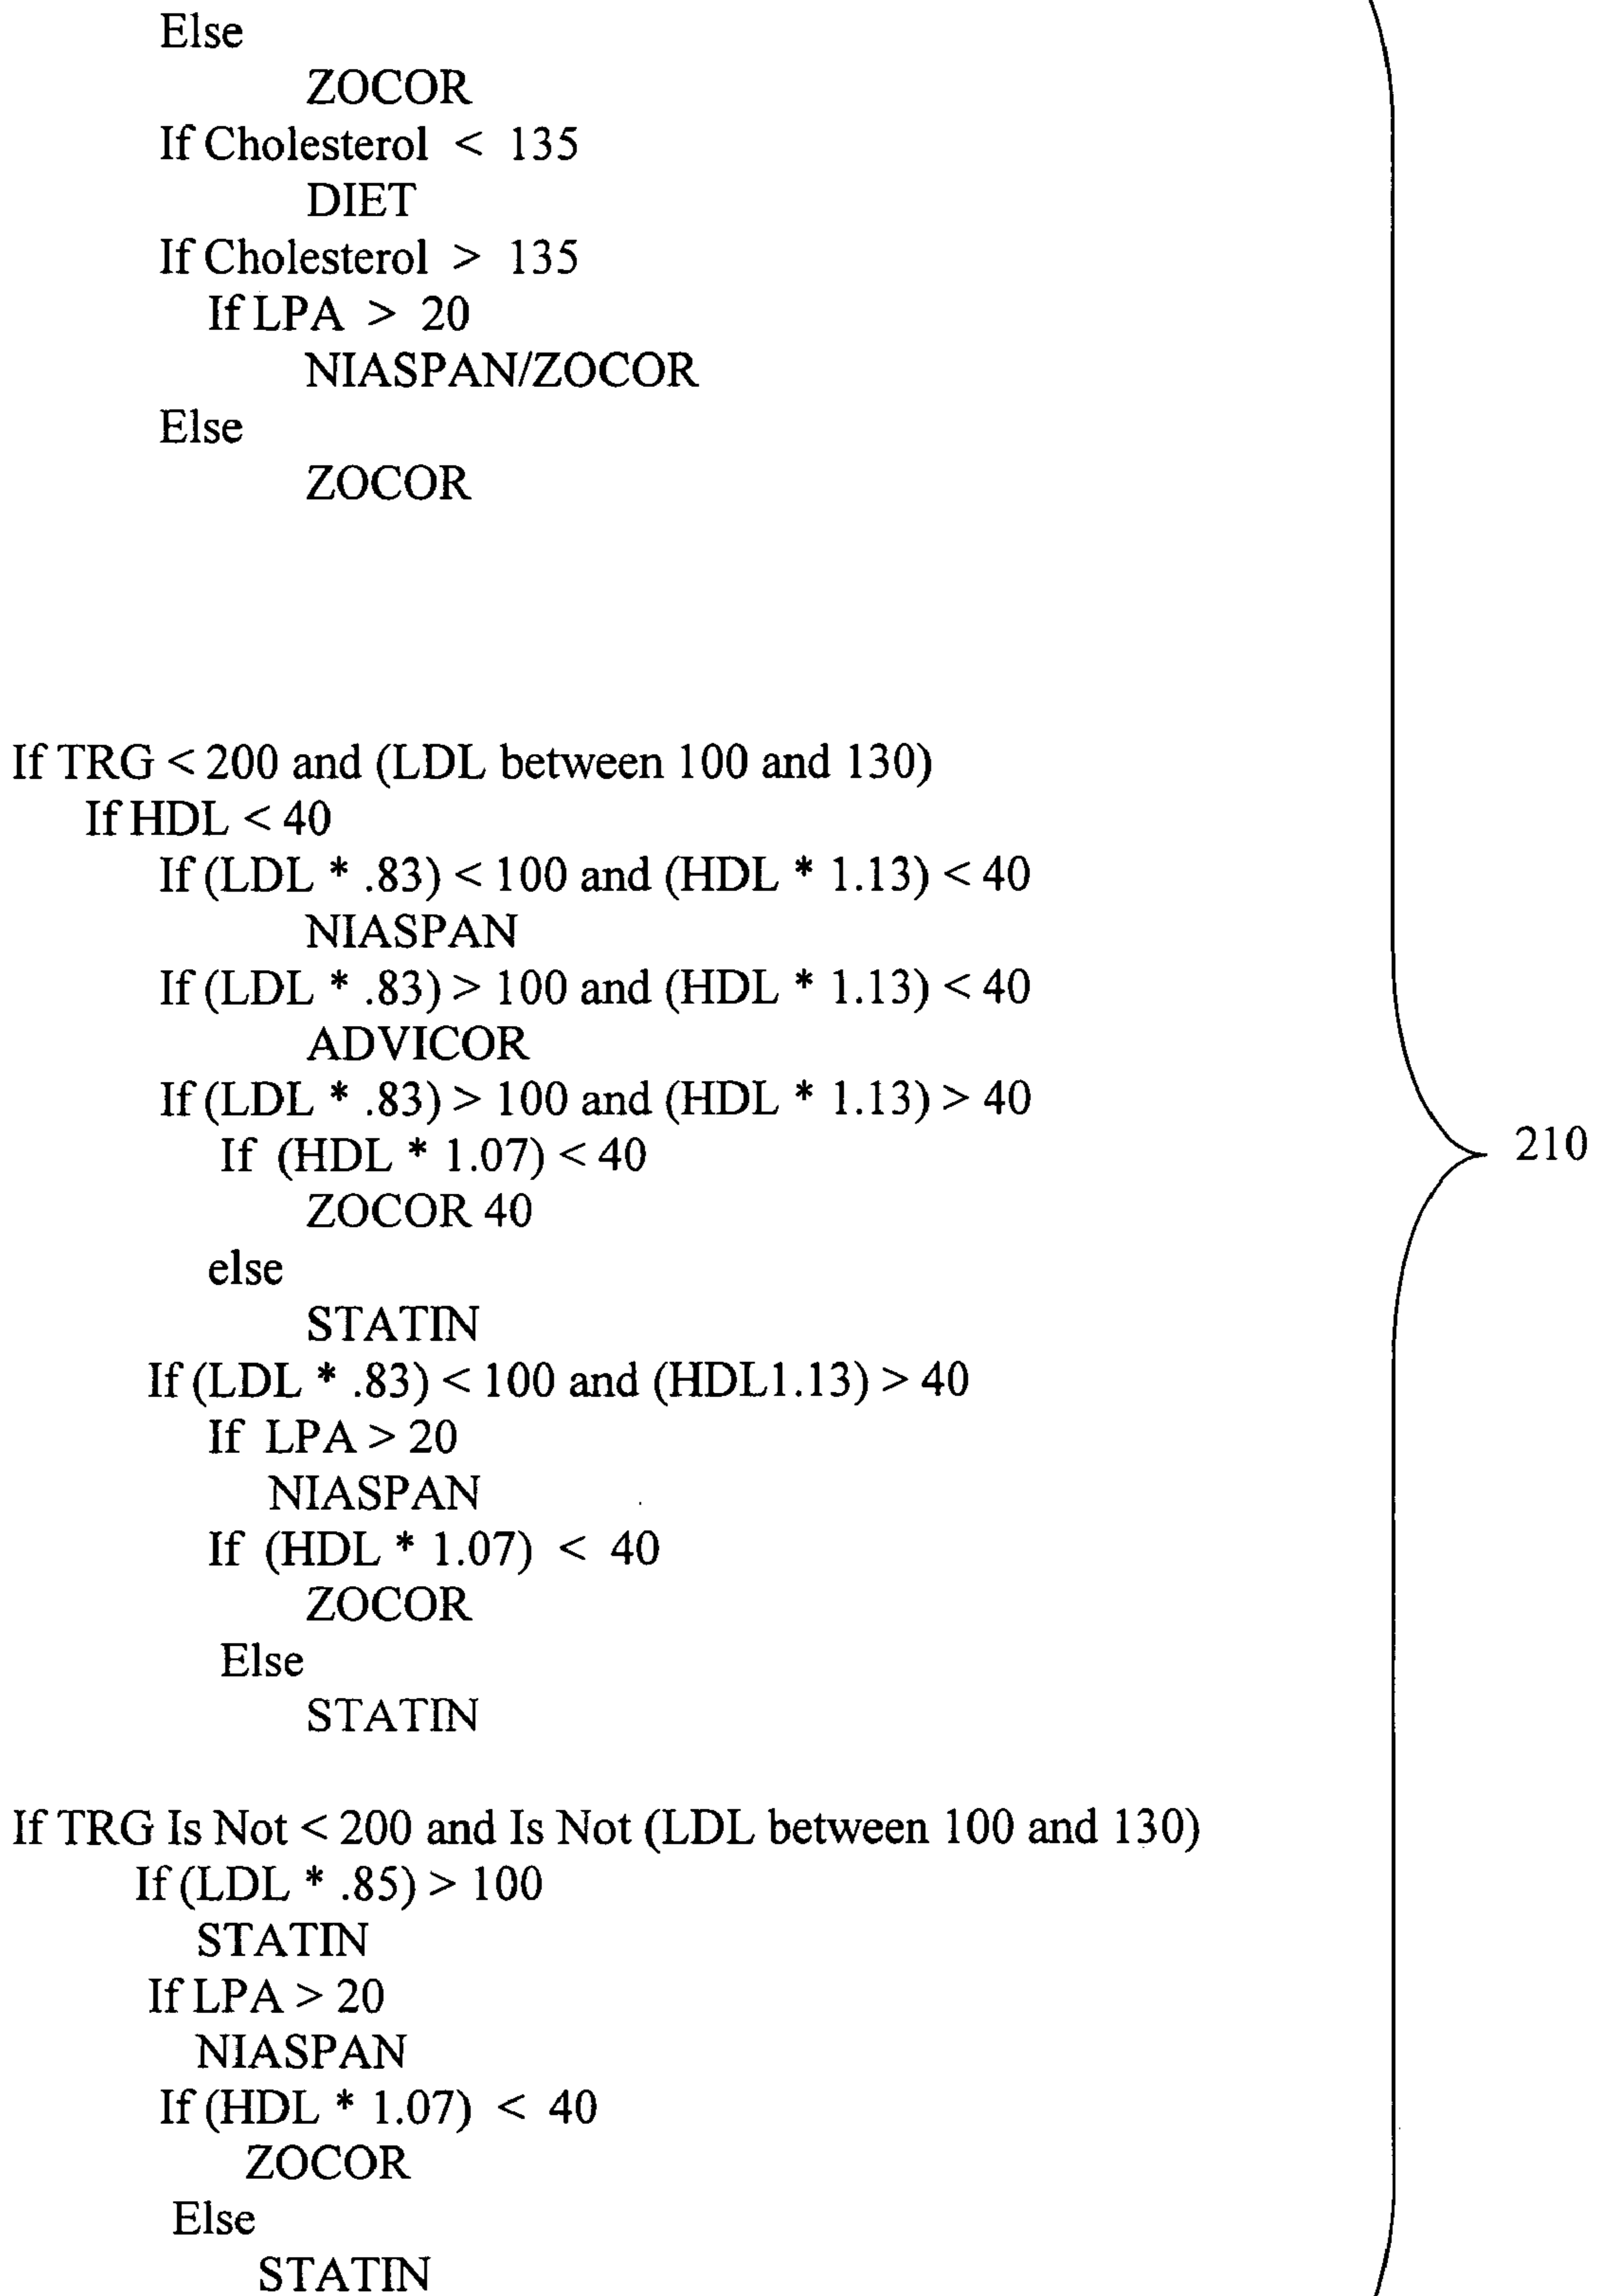 Else
ZOCOR
If Cholesterol < 135
DIET
If Cholesterol > 135
If LPA > 20
NIASPAN/ZOCOR
Else
ZOCOR
If TRG < 200 and (LDL between 100 and 130)
If HDL < 40
If (LDL * .83) < 100 and (HDL * 1.13) < 40
NIASPAN
If (LDL * .83) > 100 and (HDL * 1.13) < 40
ADVICOR
If (LDL * .83) > 100 and (HDL * 1.13) > 40
If (HDL * 1.07) < 40
210
ZOCOR 40
else
STATIN
If (LDL * .83) < 100 and (HDL1.13) > 40
If LPA > 20
NIASPAN
If (HDL * 1.07) < 40
ZOCOR
Else
STATIN
If TRG Is Not < 200 and Is Not (LDL between 100 and 130)
If (LDL * .85) > 100
STATIN
If LPA > 20
NIASPAN
If (HDL * 1.07) < 40
ZOCOR
Else
STATIN